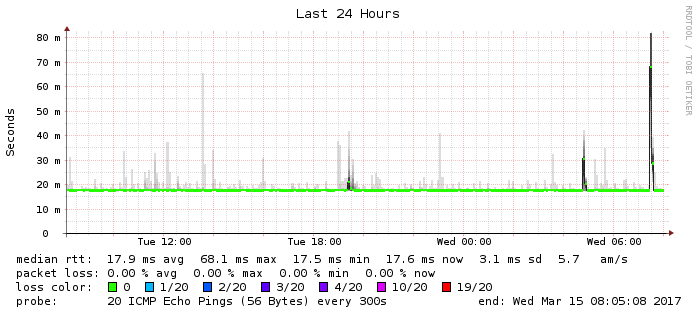 Last 24 Hours
RRDTOOL / TOBI OETIKER
Seconds
80 m
70 m
60 m
50 m
40 m
30 m
20 m
10 m
0
Tue 12:00 Tue 18:00 Wed 00:00 Wed 06:00
median rtt: 17.9 ms avg 68.1 ms max 17.5 ms min 17.6 ms now 3.1 ms sd 5.7 am/s
packet loss: 0.00 % avg 0.00 % max 0.00 % min 0.00 % now
loss color: 0 1/20 2/20 3/20 4/20 10/20 19/20
probe: 20 ICMP Echo Pings (56 Bytes) every 300s end: Wed Mar 15 08:05:08 2017